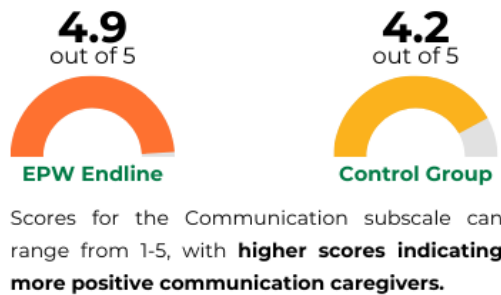 4.9
out of 5
EPW Endline
4.2
out of 5
Control Group
Scores for the Communication subscale can
range from 1-5, with higher scores indicating
more positive communication caregivers.